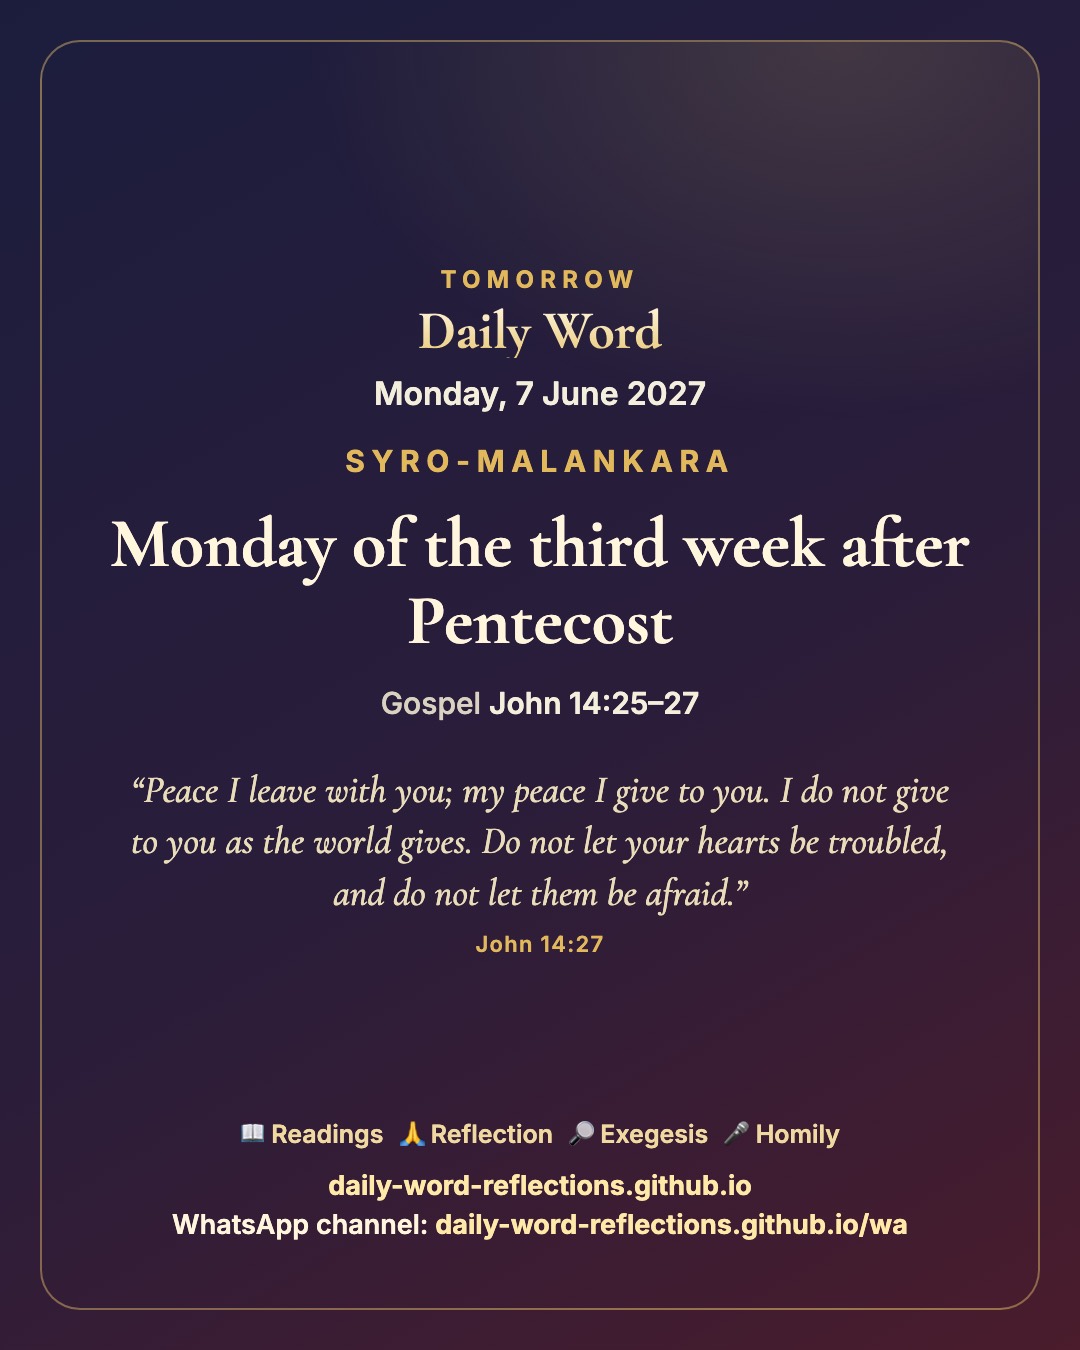 TOMORROW
Daily Word
Monday, 7 June 2027
SYRO-MALANKARA
Monday of the third week after
Pentecost
Gospel John 14:25–27
“Peace I leave with you; my peace I give to you. I do not give
to you as the world gives. Do not let your hearts be troubled,
and do not let them be afraid.”
John 14:27
📖 Readings 🙏 Reflection 🔎 Exegesis 🎤 Homily
daily-word-reflections.github.io
WhatsApp channel: daily-word-reflections.github.io/wa